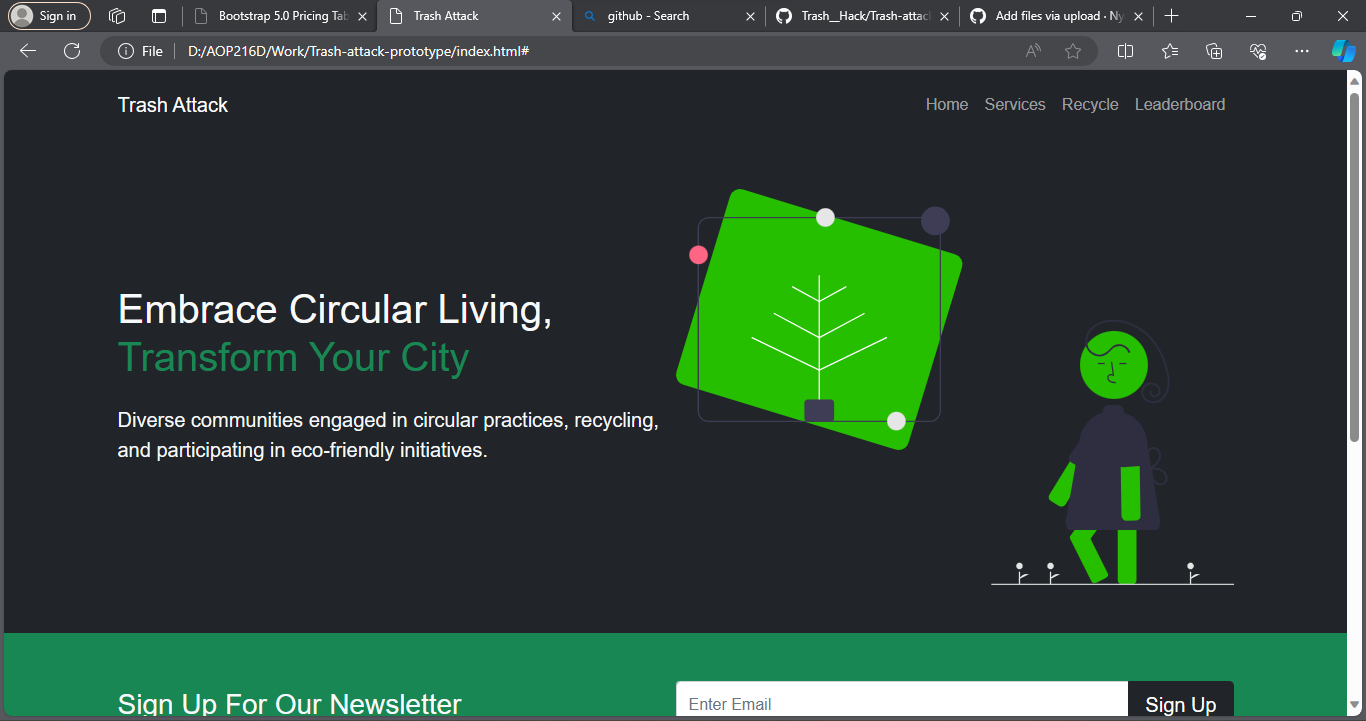 Sign in
Bootstrap 5.0 Pricing Tab
Trash Attack
github - Search
Trash__Hack/Trash-attac
Add files via upload · Ny
File
D:/AOP216D/Work/Trash-attack-prototype/index.html#
Trash Attack
Home Services Recycle Leaderboard
Embrace Circular Living,
Transform Your City
Diverse communities engaged in circular practices, recycling,
and participating in eco-friendly initiatives.
Sign Up For Our Newsletter
Enter Email
Sign Up